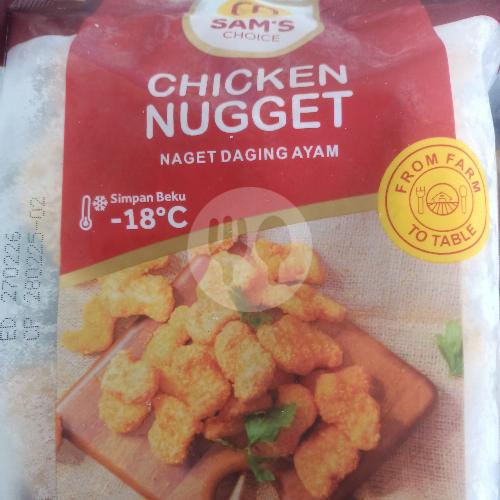 SAM'S
CHOICE
CHICKEN
NUGGET
NAGET DAGING AYAM
Simpan Beku
-18°C
FROM FARM
TO TABLE
ED 270226
CP 280225-02